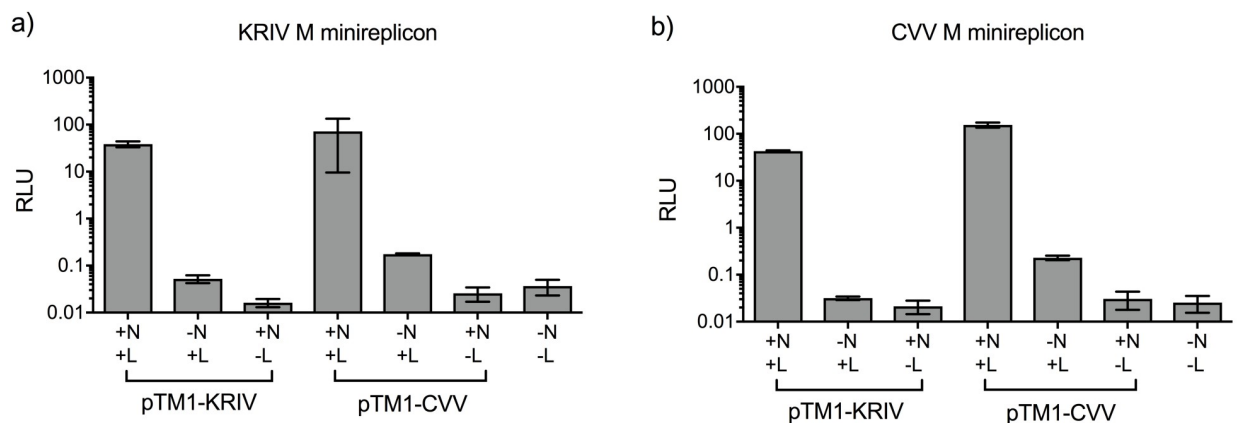 a)
KRIV M minireplicon
1000
100
10
1
0.1
0.01
RLU
+N -N +N +N -N +N -N
+L +L -L +L +L -L -L
pTM1-KRIV pTM1-CVV
b)
CVV M minireplicon
1000
100
10
1
0.1
0.01
RLU
+N -N +N +N -N +N -N
+L +L -L +L +L -L -L
pTM1-KRIV pTM1-CVV